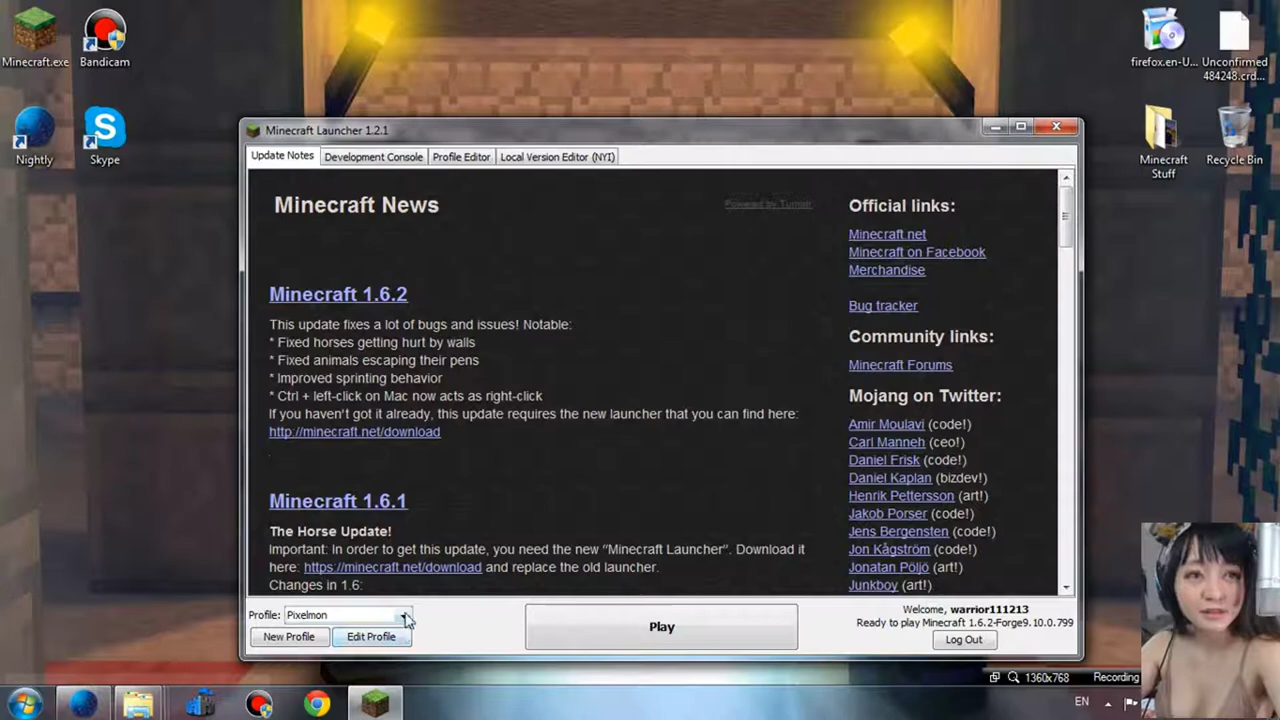 Minecraft.exe
Bandicam
Nightly
Skype
firefox.en-U...
Unconfirmed
484248.crd...
Minecraft
Stuff
Recycle Bin
Minecraft Launcher 1.2.1
Update Notes
Development Console
Profile Editor
Local Version Editor (NYI)
Minecraft News
Powered by Tumblr
Minecraft 1.6.2
This update fixes a lot of bugs and issues! Notable:
* Fixed horses getting hurt by walls
* Fixed animals escaping their pens
* Improved sprinting behavior
* Ctrl + left-click on Mac now acts as right-click
If you haven't got it already, this update requires the new launcher that you can find here:
http://minecraft.net/download
Minecraft 1.6.1
The Horse Update!
Important: In order to get this update, you need the new "Minecraft Launcher". Download it
here: https://minecraft.net/download and replace the old launcher.
Changes in 1.6:
Official links:
Minecraft.net
Minecraft on Facebook
Merchandise
Bug tracker
Community links:
Minecraft Forums
Mojang on Twitter:
Amir Moulavi (code!)
Carl Manneh (ceo!)
Daniel Frisk (code!)
Daniel Kaplan (bizdev!)
Henrik Pettersson (art!)
Jakob Porser (code!)
Jens Bergensten (code!)
Jon Kågström (code!)
Jonatan Pöljö (art!)
Junkboy (art!)
Profile: Pixelmon
New Profile
Edit Profile
Play
Welcome, warrior111213
Ready to play Minecraft 1.6.2-Forge9.10.0.799
Log Out
1360x768
Recording
EN